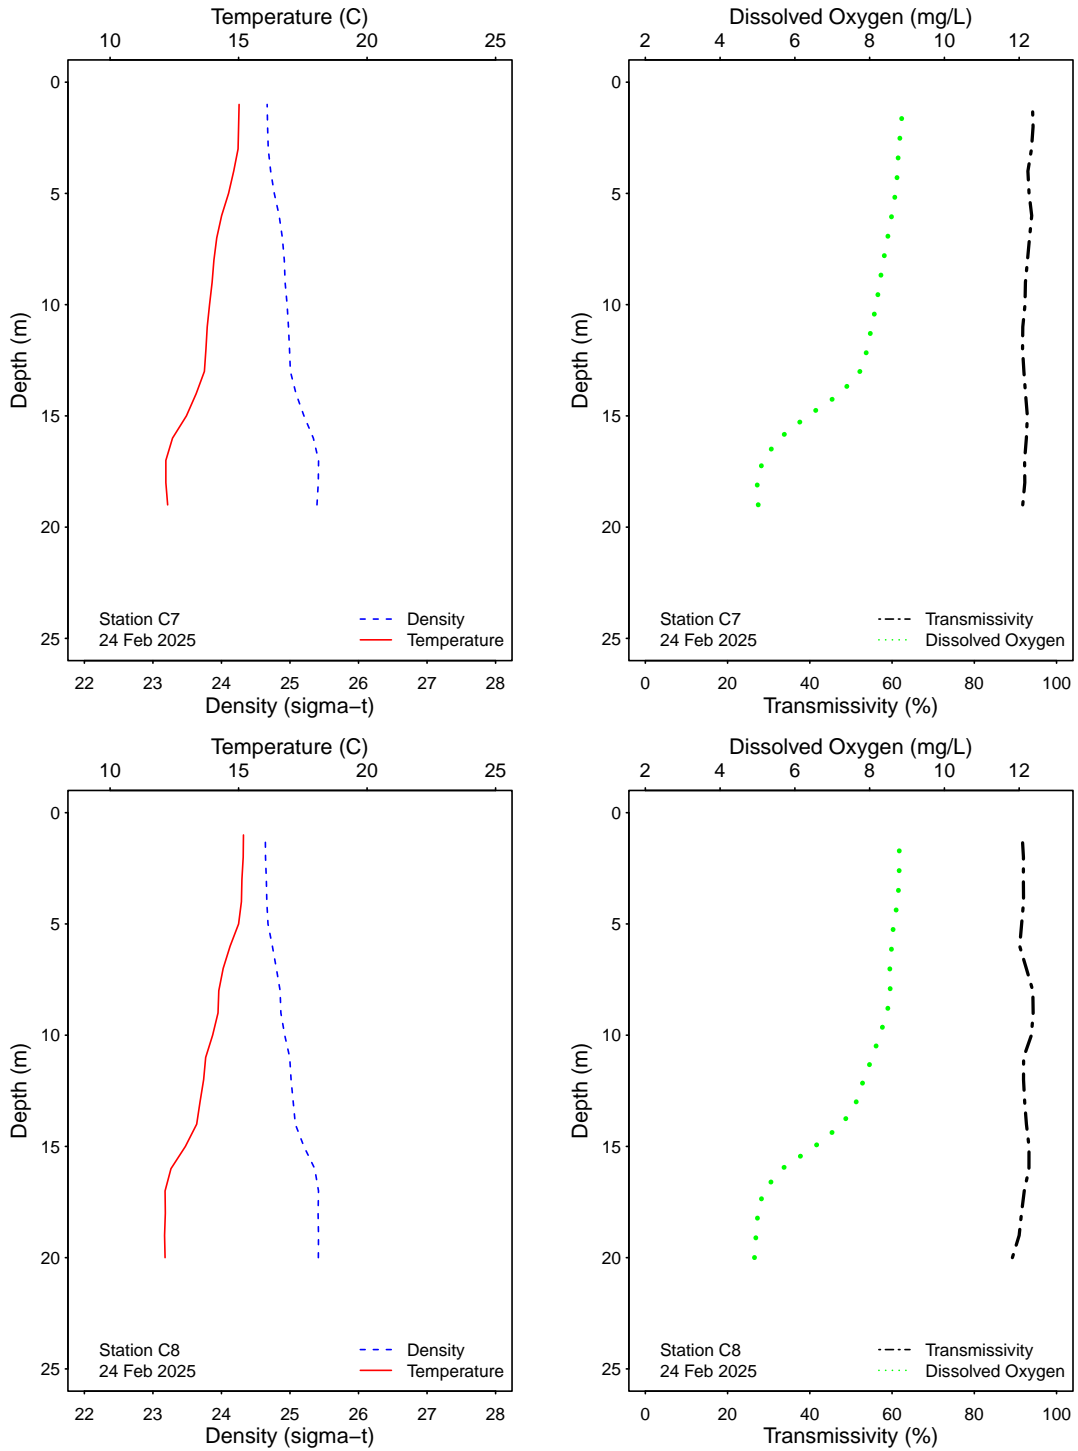 Temperature (C)
10 15 20 25
0
5
10
15
20
25
Depth (m)
Station C7
24 Feb 2025
Density
Temperature
22 23 24 25 26 27 28
Density (sigma−t)
Dissolved Oxygen (mg/L)
2 4 6 8 10 12
0
5
10
15
20
25
Depth (m)
Station C7
24 Feb 2025
Transmissivity
Dissolved Oxygen
0 20 40 60 80 100
Transmissivity (%)
Temperature (C)
10 15 20 25
0
5
10
15
20
25
Depth (m)
Station C8
24 Feb 2025
Density
Temperature
22 23 24 25 26 27 28
Density (sigma−t)
Dissolved Oxygen (mg/L)
2 4 6 8 10 12
0
5
10
15
20
25
Depth (m)
Station C8
24 Feb 2025
Transmissivity
Dissolved Oxygen
0 20 40 60 80 100
Transmissivity (%)